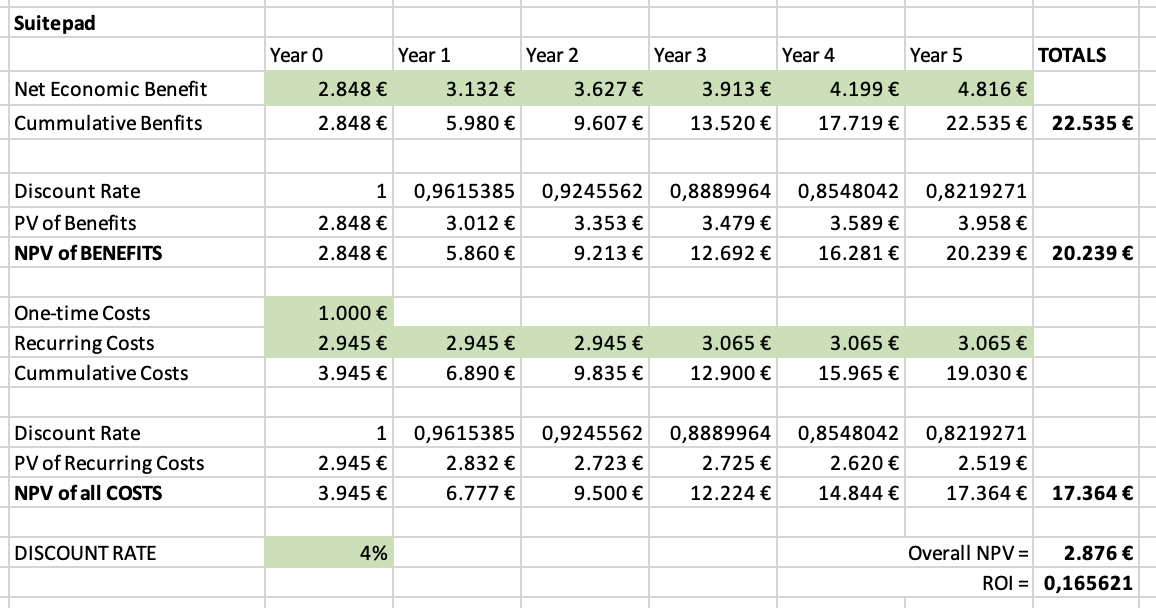 Suitepad
Year 0 Year 1 Year 2 Year 3 Year 4 Year 5 TOTALS
Net Economic Benefit 2.848 € 3.132 € 3.627 € 3.913 € 4.199 € 4.816 €
Cummulative Benfits 2.848 € 5.980 € 9.607 € 13.520 € 17.719 € 22.535 € 22.535 €
Discount Rate 1 0,9615385 0,9245562 0,8889964 0,8548042 0,8219271
PV of Benefits 2.848 € 3.012 € 3.353 € 3.479 € 3.589 € 3.958 €
NPV of BENEFITS 2.848 € 5.860 € 9.213 € 12.692 € 16.281 € 20.239 € 20.239 €
One-time Costs 1.000 €
Recurring Costs 2.945 € 2.945 € 2.945 € 3.065 € 3.065 € 3.065 €
Cummulative Costs 3.945 € 6.890 € 9.835 € 12.900 € 15.965 € 19.030 €
Discount Rate 1 0,9615385 0,9245562 0,8889964 0,8548042 0,8219271
PV of Recurring Costs 2.945 € 2.832 € 2.723 € 2.725 € 2.620 € 2.519 €
NPV of all COSTS 3.945 € 6.777 € 9.500 € 12.224 € 14.844 € 17.364 € 17.364 €
DISCOUNT RATE 4% Overall NPV = 2.876 €
ROI = 0,165621